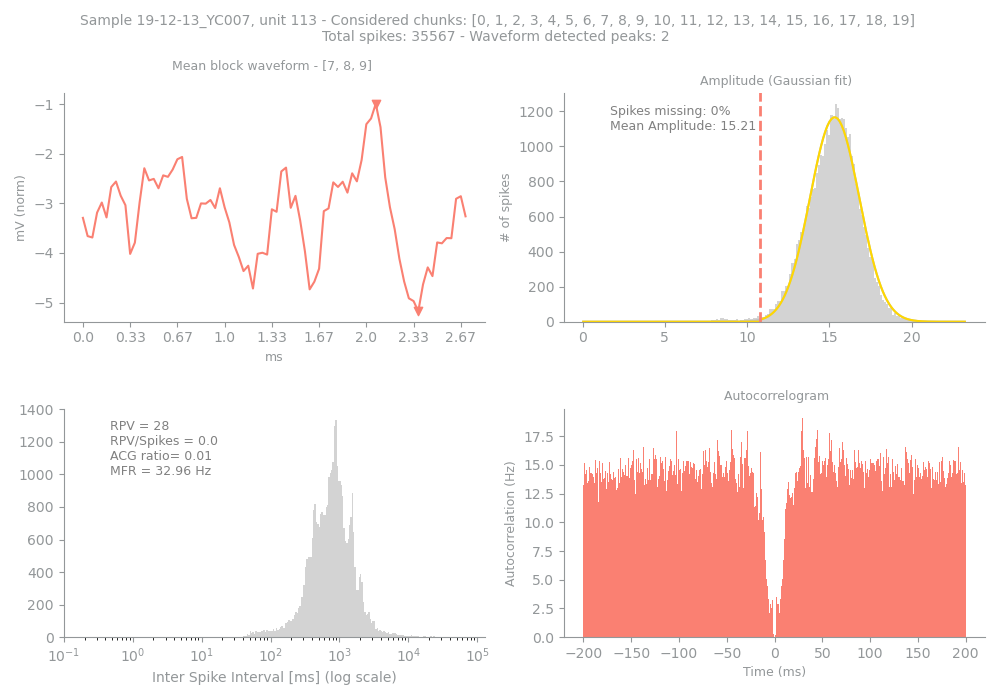 Sample 19-12-13_YC007, unit 113 - Considered chunks: [0, 1, 2, 3, 4, 5, 6, 7, 8, 9, 10, 11, 12, 13, 14, 15, 16, 17, 18, 19]
Total spikes: 35567 - Waveform detected peaks: 2
Mean block waveform - [7, 8, 9]
−1
−2
−3
−4
−5
mV (norm)
0.0 0.33 0.67 1.0 1.33 1.67 2.0 2.33 2.67
ms
Amplitude (Gaussian fit)
Spikes missing: 0%
Mean Amplitude: 15.21
1200
1000
800
600
400
200
0
# of spikes
0 5 10 15 20
1400
1200
1000
800
600
400
200
0
RPV = 28
RPV/Spikes = 0.0
ACG ratio= 0.01
MFR = 32.96 Hz
10⁻¹ 10⁰ 10¹ 10² 10³ 10⁴ 10⁵
Inter Spike Interval [ms] (log scale)
Autocorrelogram
17.5
15.0
12.5
10.0
7.5
5.0
2.5
0.0
Autocorrelation (Hz)
−200 −150 −100 −50 0 50 100 150 200
Time (ms)